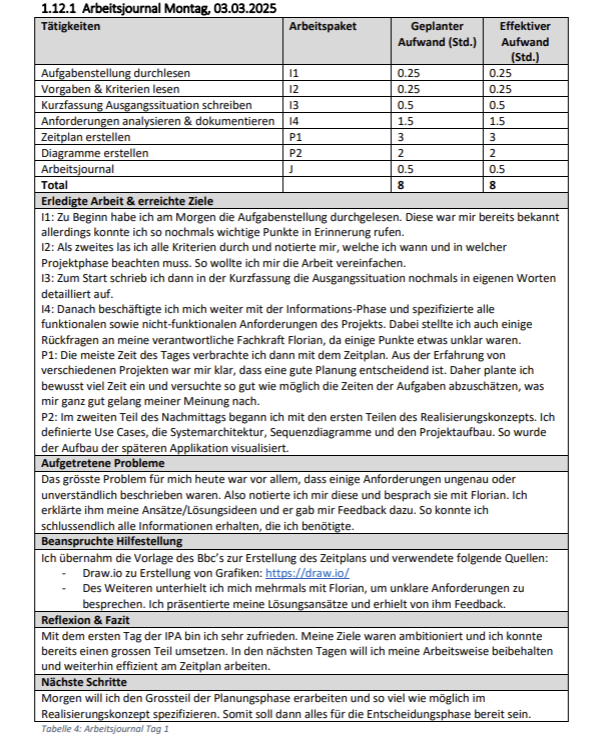 1.12.1 Arbeitsjournal Montag, 03.03.2025
Tätigkeiten Arbeitspaket Geplanter Aufwand (Std.) Effektiver Aufwand (Std.)
Aufgabenstellung durchlesen I1 0.25 0.25
Vorgaben & Kriterien lesen I2 0.25 0.25
Kurzfassung Ausgangssituation schreiben I3 0.5 0.5
Anforderungen analysieren & dokumentieren I4 1.5 1.5
Zeitplan erstellen P1 3 3
Diagramme erstellen P2 2 2
Arbeitsjournal J 0.5 0.5
Total 8 8
Erledigte Arbeit & erreichte Ziele
I1: Zu Beginn habe ich am Morgen die Aufgabenstellung durchgelesen. Diese war mir bereits bekannt
allerdings konnte ich so nochmals wichtige Punkte in Erinnerung rufen.
I2: Als zweites las ich alle Kriterien durch und notierte mir, welche ich wann und in welcher
Projektphase beachten muss. So wollte ich mir die Arbeit vereinfachen.
I3: Zum Start schrieb ich dann in der Kurzfassung die Ausgangssituation nochmals in eigenen Worten
detailliert auf.
I4: Danach beschäftigte ich mich weiter mit der Informations-Phase und spezifizierte alle
funktionalen sowie nicht-funktionalen Anforderungen des Projekts. Dabei stellte ich auch einige
Rückfragen an meine verantwortliche Fachkraft Florian, da einige Punkte etwas unklar waren.
P1: Die meiste Zeit des Tages verbrachte ich dann mit dem Zeitplan. Aus der Erfahrung von
verschiedenen Projekten war mir klar, dass eine gute Planung entscheidend ist. Daher plante ich
bewusst viel Zeit ein und versuchte so gut wie möglich die Zeiten der Aufgaben abzuschätzen, was
mir ganz gut gelang meiner Meinung nach.
P2: Im zweiten Teil des Nachmittags begann ich mit den ersten Teilen des Realisierungskonzepts. Ich
definierte Use Cases, die Systemarchitektur, Sequenzdiagramme und den Projektaufbau. So wurde
der Aufbau der späteren Applikation visualisiert.
Aufgetretene Probleme
Das grösste Problem für mich heute war vor allem, dass einige Anforderungen ungenau oder
unverständlich beschrieben waren. Also notierte ich mir diese und besprach sie mit Florian. Ich
erklärte ihm meine Ansätze/Lösungsideen und er gab mir Feedback dazu. So konnte ich
schlussendlich alle Informationen erhalten, die ich benötigte.
Beanspruchte Hilfestellung
Ich übernahm die Vorlage des Bbc's zur Erstellung des Zeitplans und verwendete folgende Quellen:
- Draw.io zu Erstellung von Grafiken: https://draw.io/
- Des Weiteren unterhielt ich mich mehrmals mit Florian, um unklare Anforderungen zu
besprechen. Ich präsentierte meine Lösungsansätze und erhielt von ihm Feedback.
Reflexion & Fazit
Mit dem ersten Tag der IPA bin ich sehr zufrieden. Meine Ziele waren ambitioniert und ich konnte
bereits einen grossen Teil umsetzen. In den nächsten Tagen will ich meine Arbeitsweise beibehalten
und weiterhin effizient am Zeitplan arbeiten.
Nächste Schritte
Morgen will ich den Grossteil der Planungsphase erarbeiten und so viel wie möglich im
Realisierungskonzept spezifizieren. Somit soll dann alles für die Entscheidungsphase bereit sein.
Tabelle 4: Arbeitsjournal Tag 1